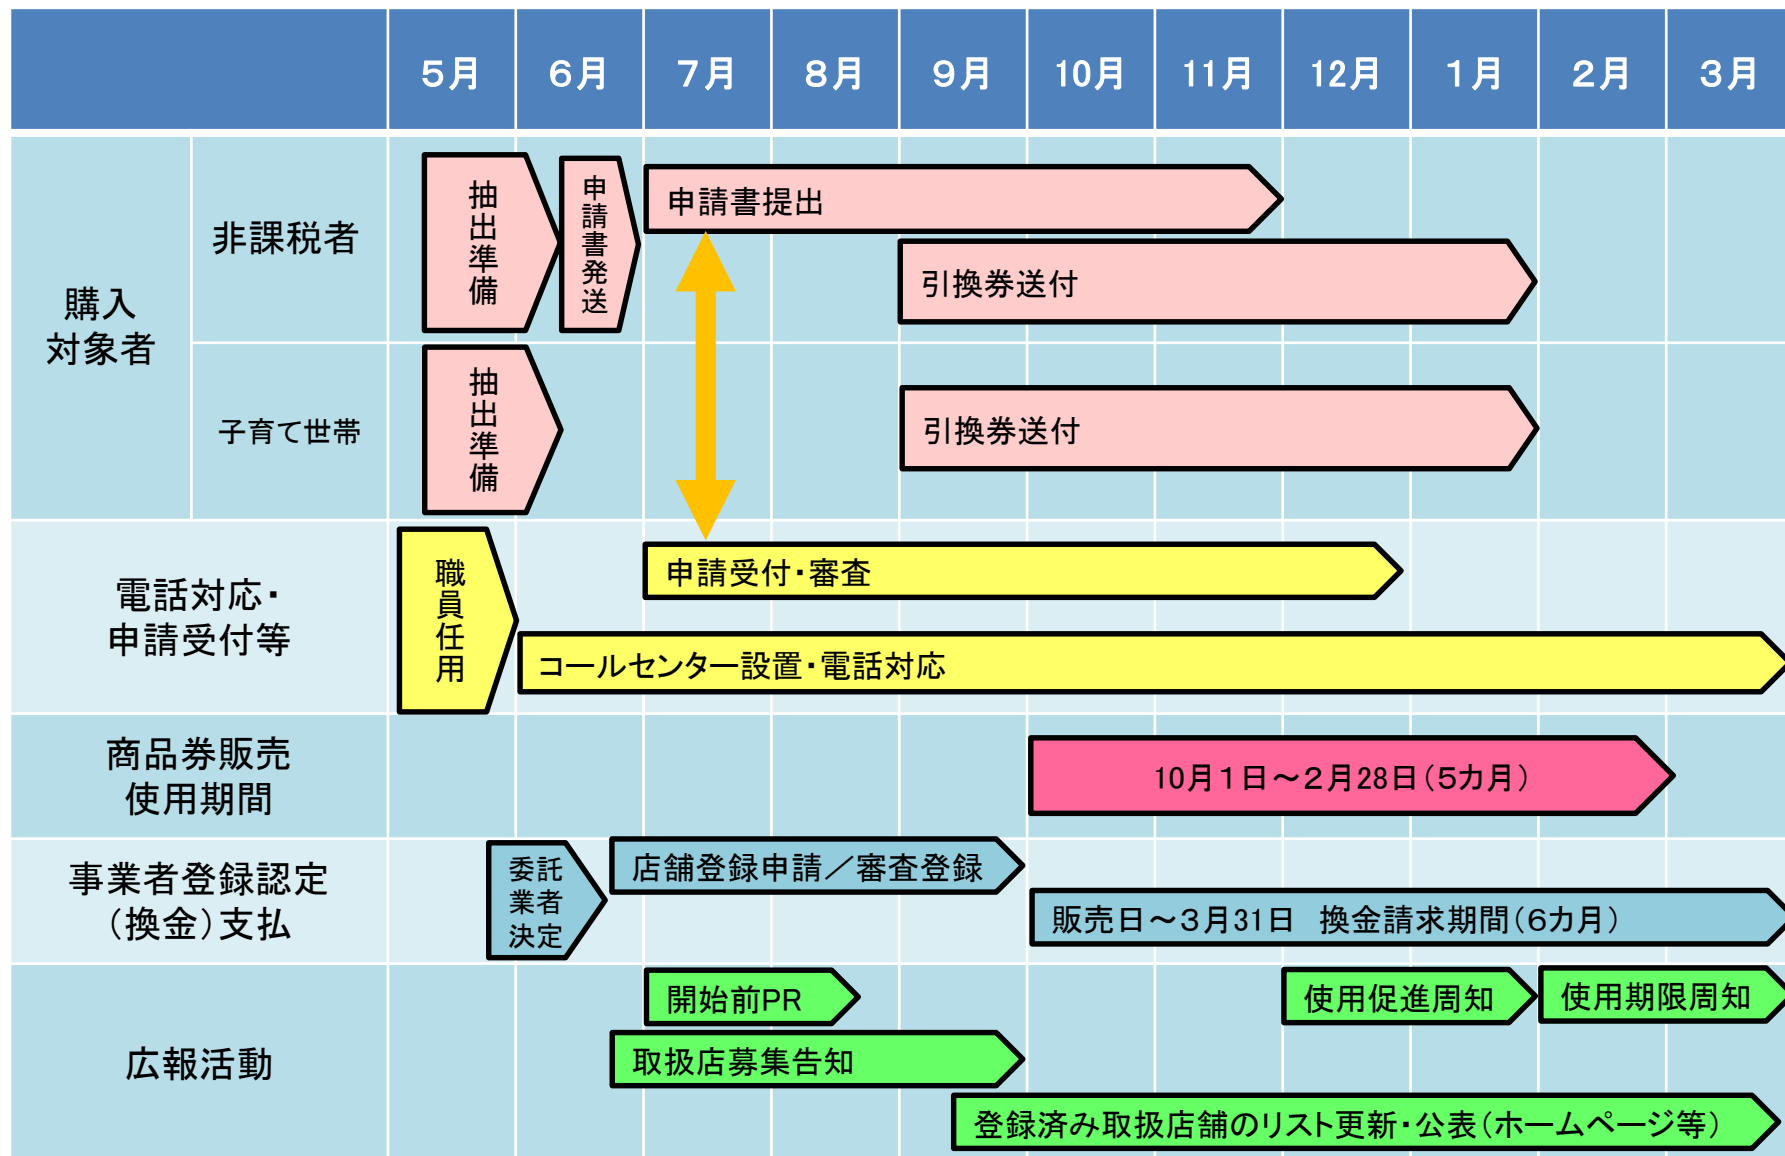 ５月 ６月 ７月 ８月 ９月 10月 11月 12月 １月 ２月 ３月
購入
対象者
非課税者
抽出準備
申請書発送
申請書提出
引換券送付
子育て世帯
抽出準備
引換券送付
電話対応・
申請受付等
職員任用
申請受付・審査
コールセンター設置・電話対応
商品券販売
使用期間
10月１日～２月28日（５カ月）
事業者登録認定
（換金）支払
委託
業者
決定
店舗登録申請／審査登録
販売日～３月31日　換金請求期間（６カ月）
広報活動
開始前PR
使用促進周知
使用期限周知
取扱店募集告知
登録済み取扱店舗のリスト更新・公表（ホームページ等）